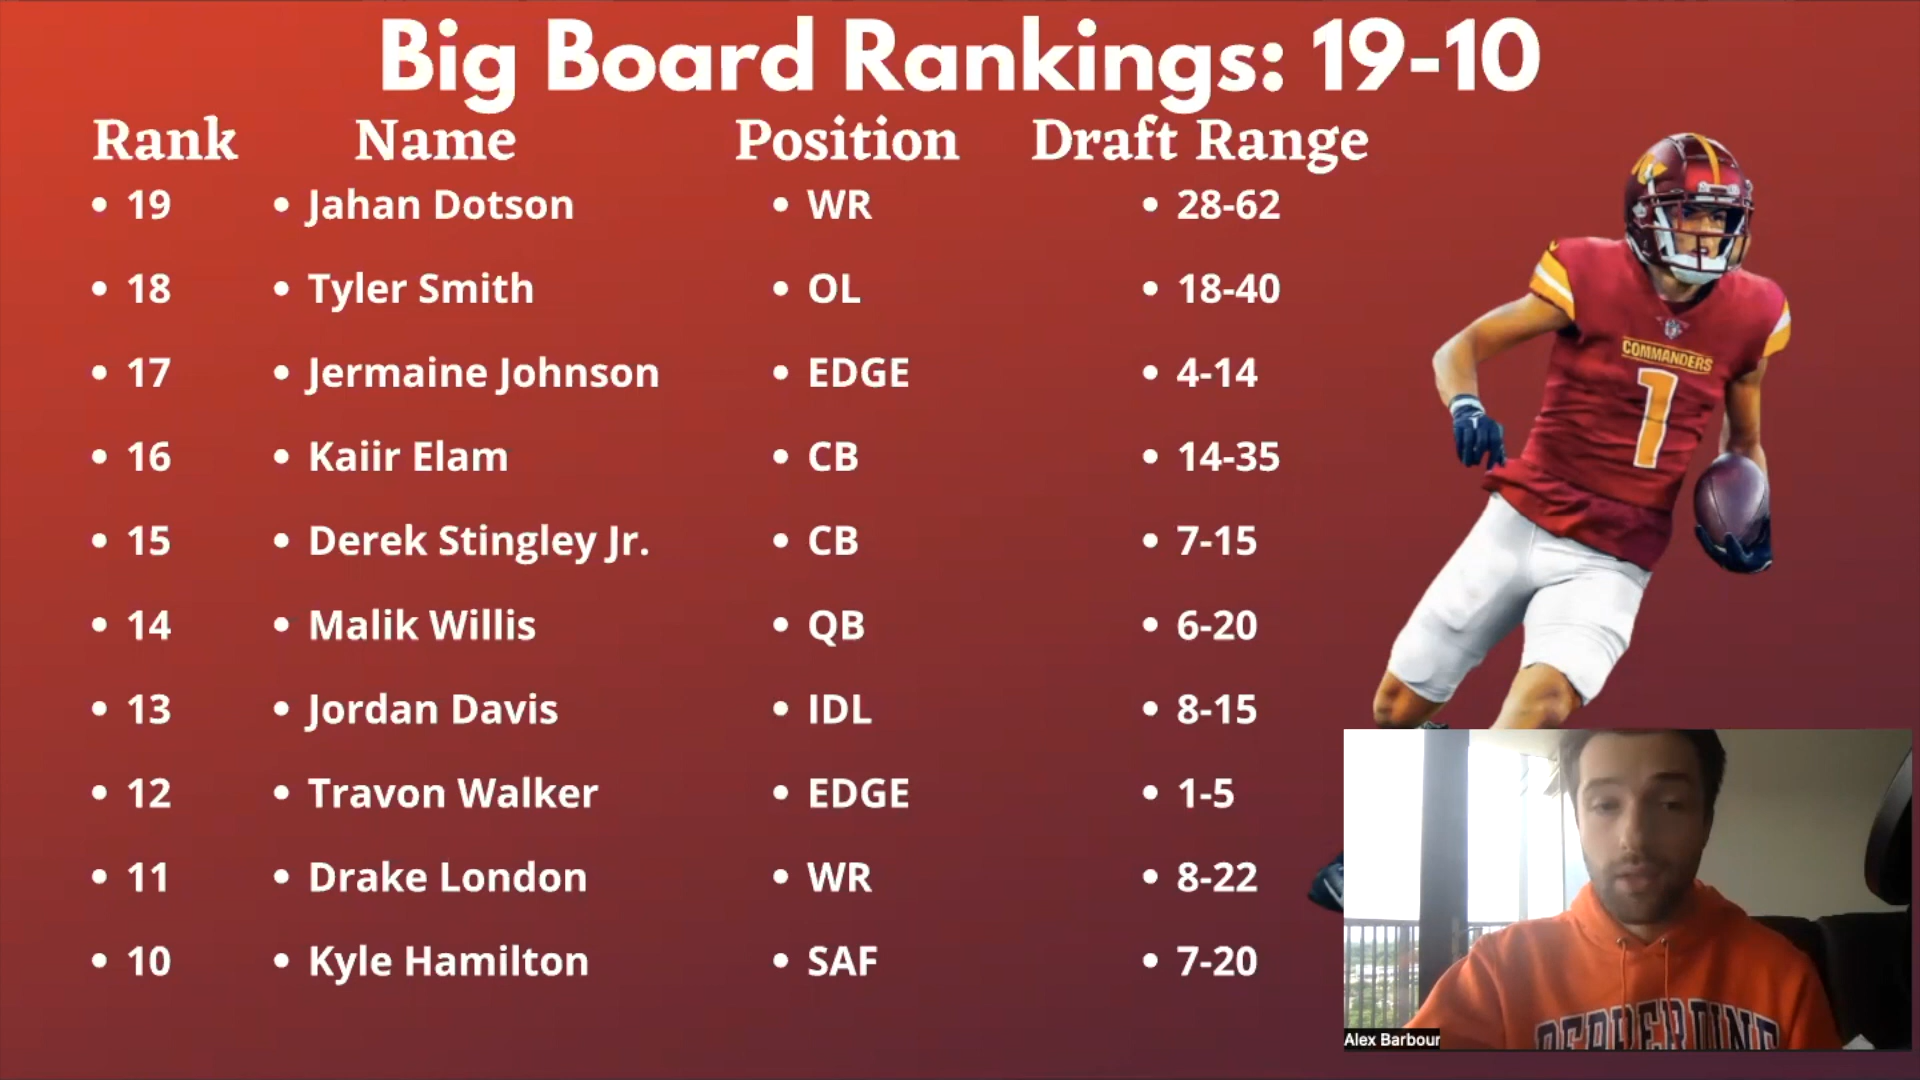 Big Board Rankings: 19-10
Rank Name Position Draft Range
• 19 • Jahan Dotson • WR • 28-62
• 18 • Tyler Smith • OL • 18-40
• 17 • Jermaine Johnson • EDGE • 4-14
• 16 • Kaiir Elam • CB • 14-35
• 15 • Derek Stingley Jr. • CB • 7-15
• 14 • Malik Willis • QB • 6-20
• 13 • Jordan Davis • IDL • 8-15
• 12 • Travon Walker • EDGE • 1-5
• 11 • Drake London • WR • 8-22
• 10 • Kyle Hamilton • SAF • 7-20
COMMANDERS
1
PEPPERDINE
Alex Barbour